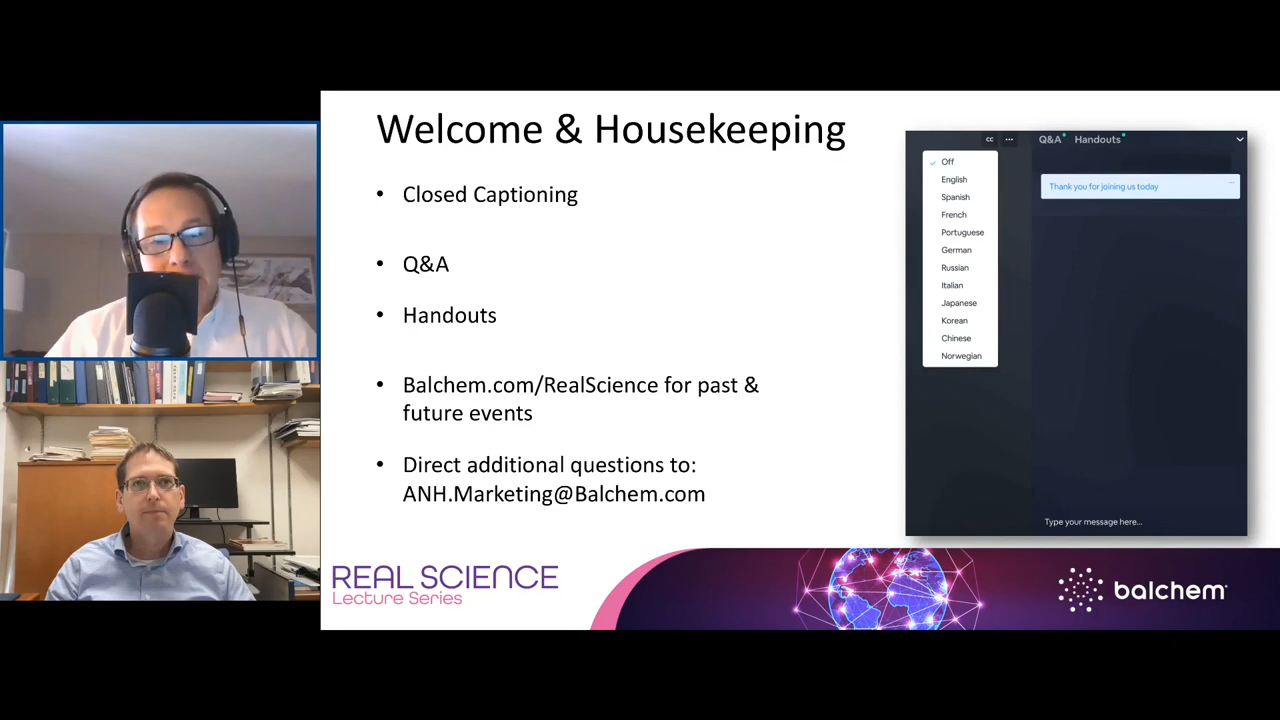 Welcome & Housekeeping
• Closed Captioning
• Q&A
• Handouts
• Balchem.com/RealScience for past &
future events
• Direct additional questions to:
ANH.Marketing@Balchem.com
CC
Off
English
Spanish
French
Portuguese
German
Russian
Italian
Japanese
Korean
Chinese
Norwegian
Q&A Handouts
Thank you for joining us today
Type your message here...
REAL SCIENCE
Lecture Series
balchem